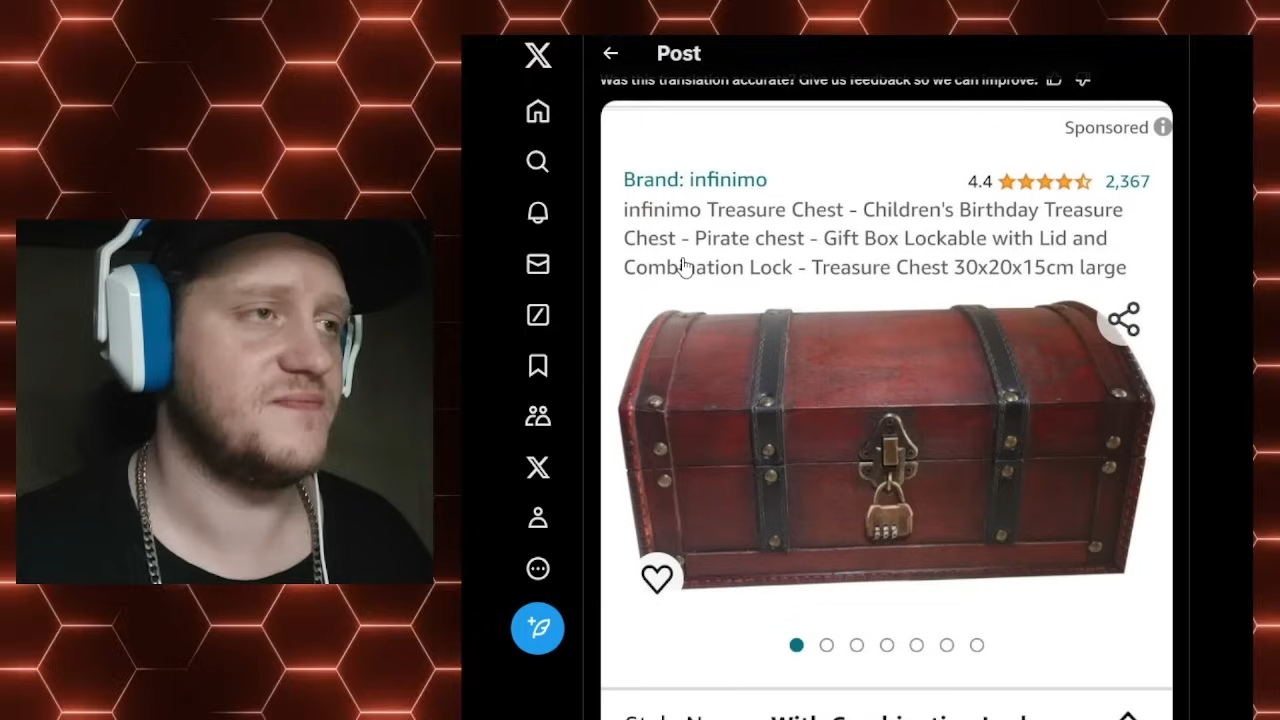 Post
Was this translation accurate? Give us feedback so we can improve.
Sponsored
Brand: infinimo
4.4 2,367
infinimo Treasure Chest - Children's Birthday Treasure
Chest - Pirate chest - Gift Box Lockable with Lid and
Combination Lock - Treasure Chest 30x20x15cm large